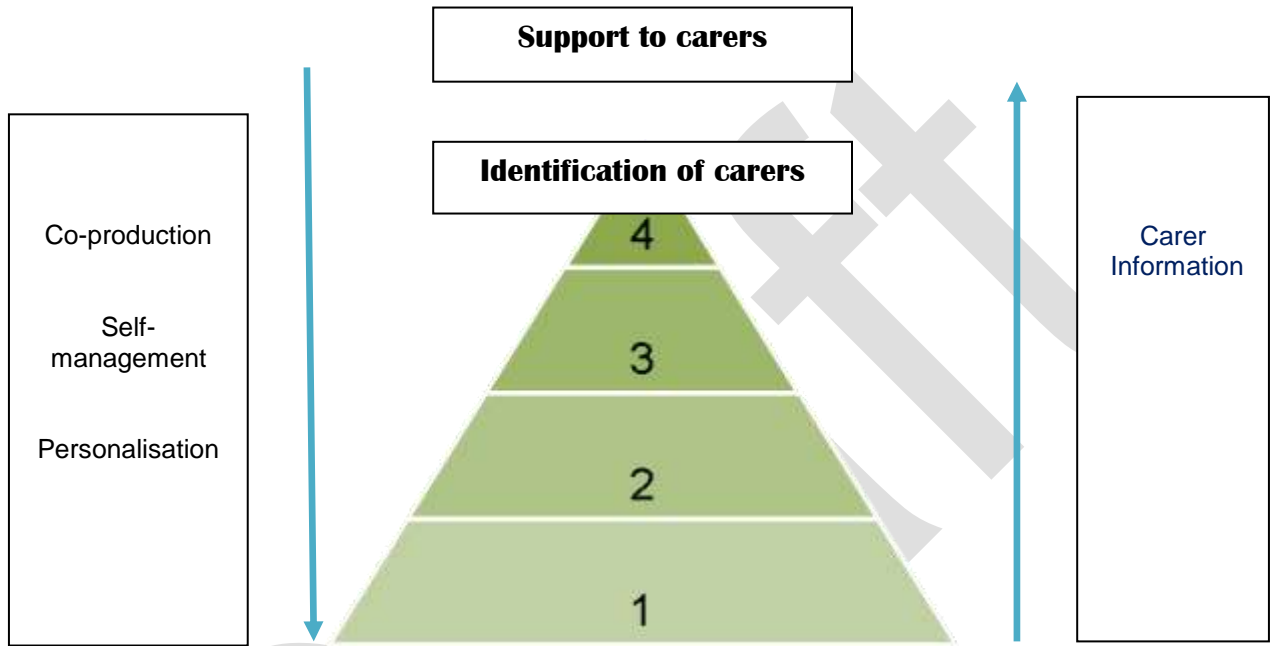 Support to carers
Identification of carers
Co-production
Self-
management
Personalisation
4
3
2
1
Carer
Information